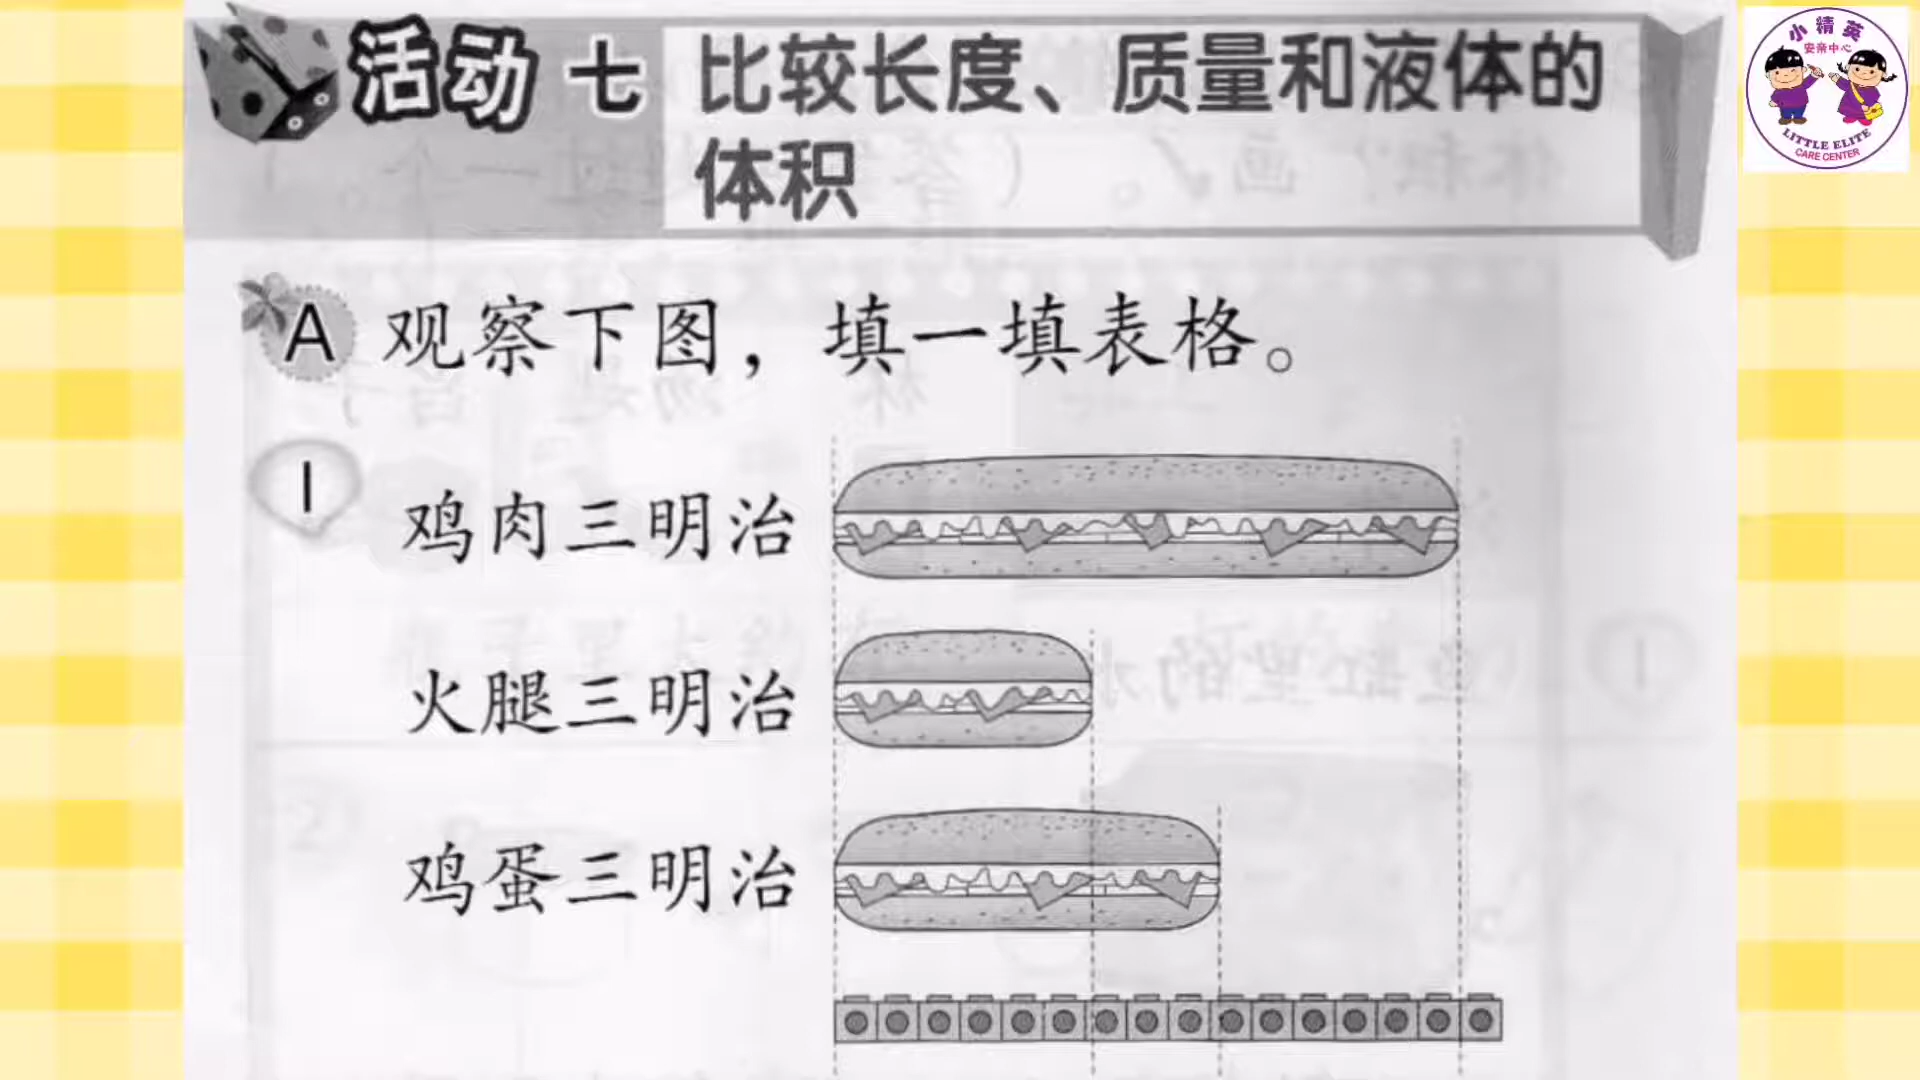 活动 七 比较长度、质量和液体的
体积
小精英
安亲中心
LITTLE ELITE
CARE CENTER
A 观察下图，填一填表格。
1
鸡肉三明治
火腿三明治
鸡蛋三明治